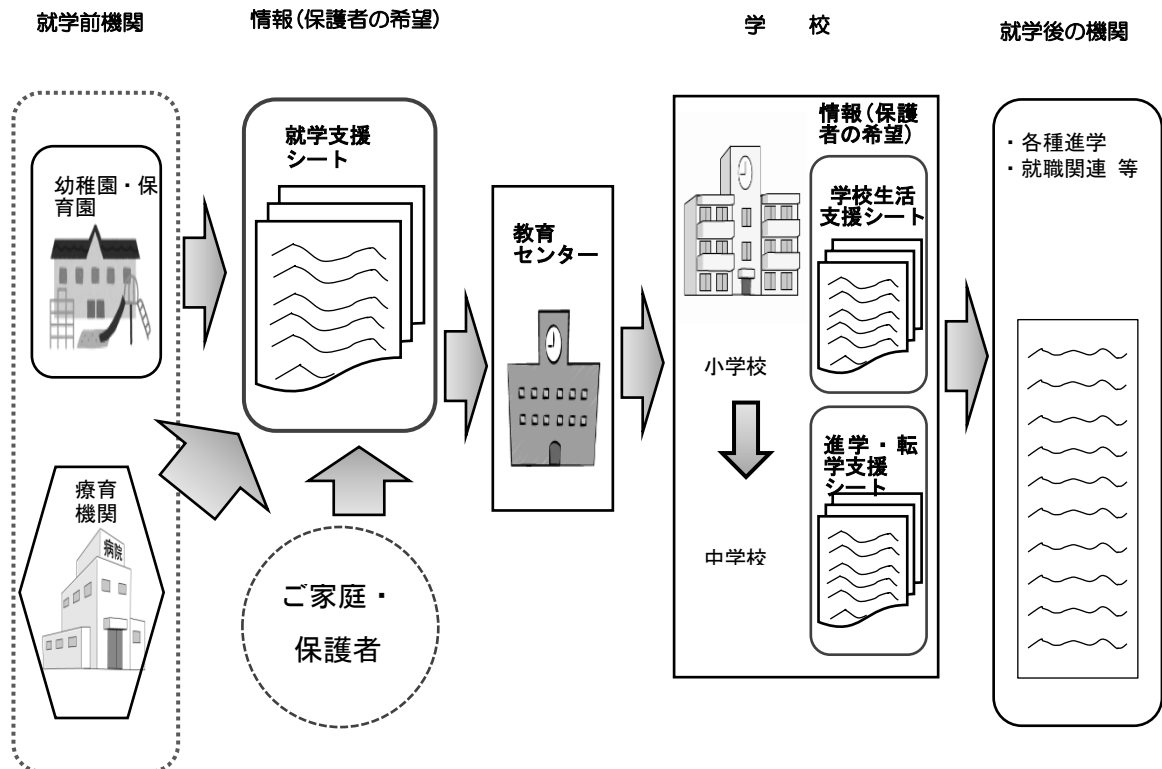 就学前機関
情報(保護者の希望)
学　校
就学後の機関
幼稚園・保
育園
療育
機関
病院
就学支援
シート
ご家庭・
保護者
教育
センター
情報(保護
者の希望)
学校生活
支援シート
小学校
中学校
進学・転
学支援
シート
・各種進学
・就職関連 等